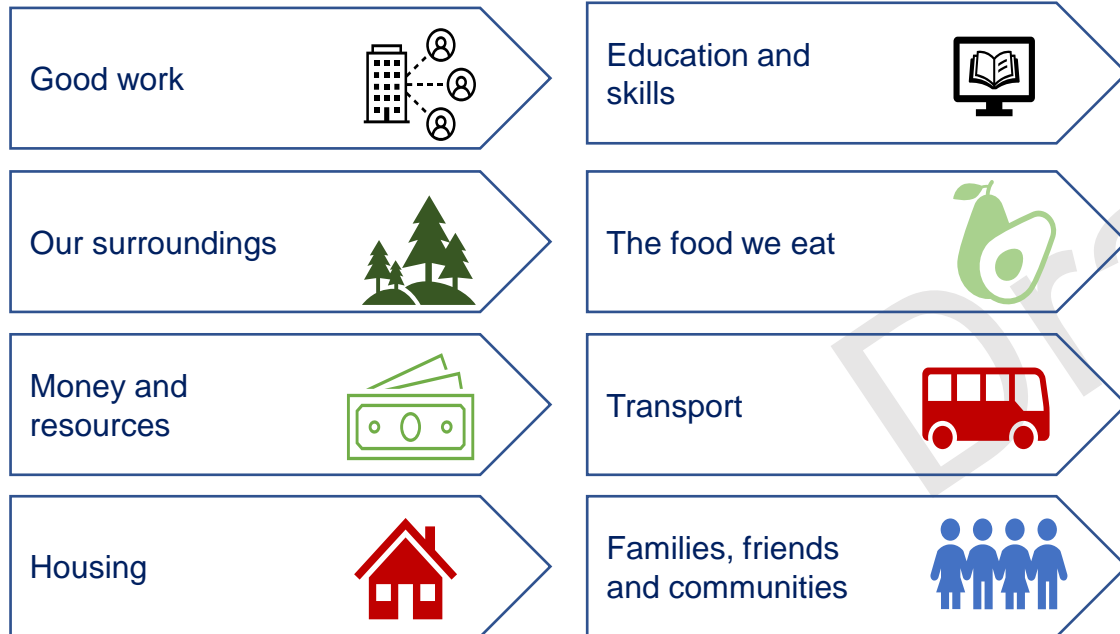 Good work
Education and
skills
Our surroundings
The food we eat
Money and
resources
Transport
Housing
Families, friends
and communities